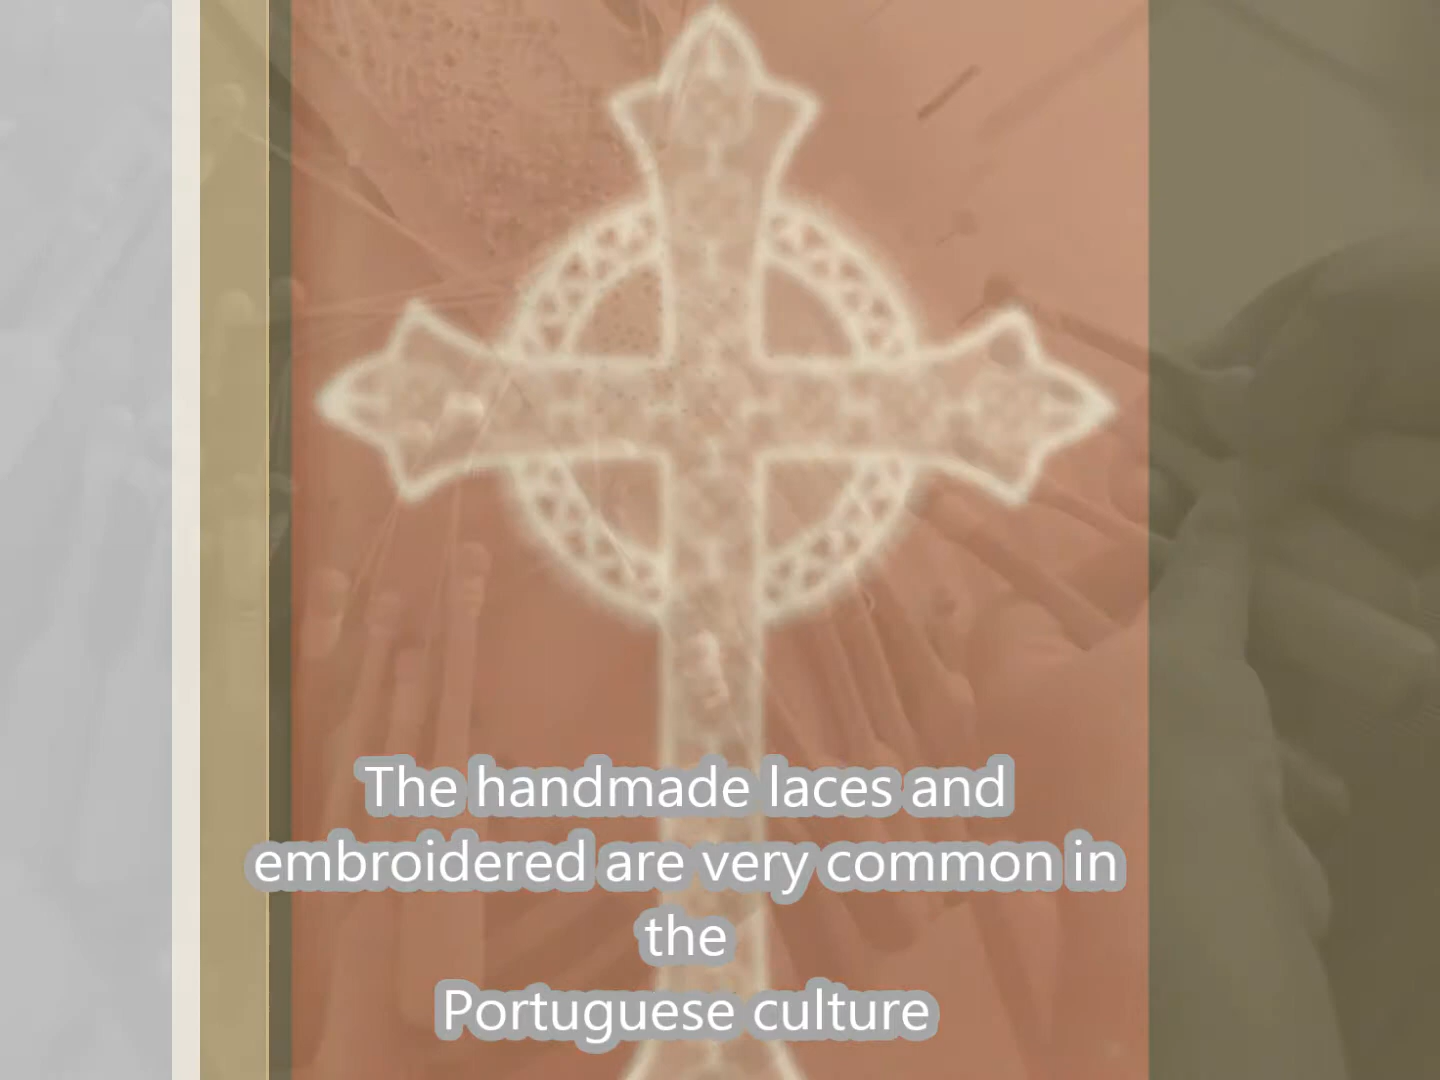 The handmade laces and
embroidered are very common in
the
Portuguese culture